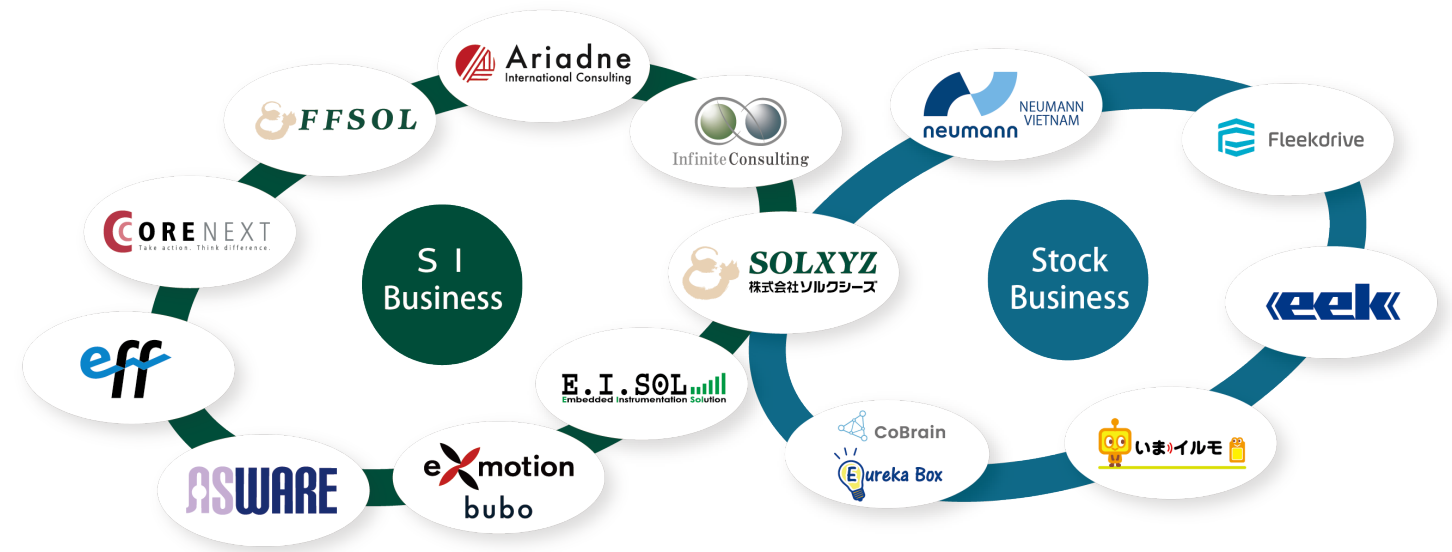 Ariadne
International Consulting
FFSOL
Infinite Consulting
CORE NEXT
Take action. Think difference.
S I
Business
SOLXYZ
株式会社ソルクシーズ
eff
E.I.SOL
Embedded Instrumentation Solution
ASWARE
eXmotion
bubo
neumann
NEUMANN
VIETNAM
Fleekdrive
Stock
Business
eek
CoBrain
Eureka Box
いまイルモ